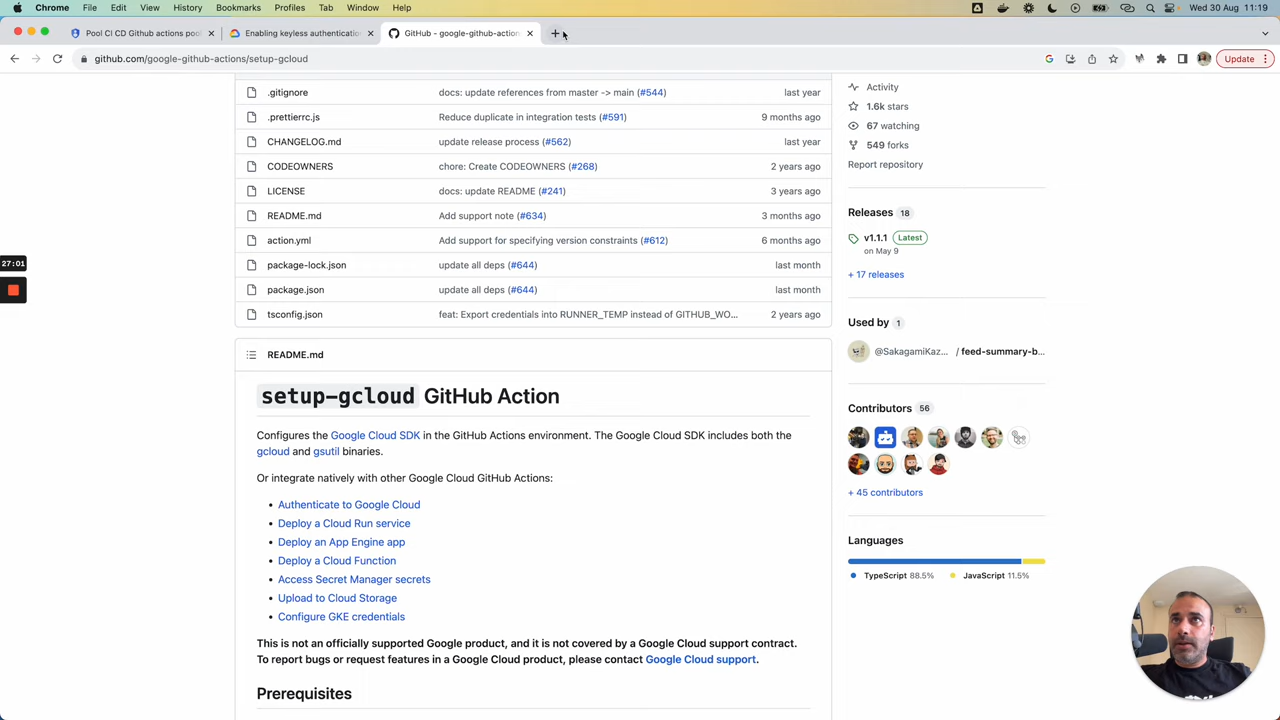 Chrome File Edit View History Bookmarks Profiles Tab Window Help Wed 30 Aug 11:19
Pool CI CD Github actions pool Enabling keyless authenticatio GitHub - google-github-action
github.com/google-github-actions/setup-gcloud Update
.gitignore docs: update references from master -> main (#544) last year
.prettierrc.js Reduce duplicate in integration tests (#591) 9 months ago
CHANGELOG.md update release process (#562) last year
CODEOWNERS chore: Create CODEOWNERS (#268) 2 years ago
LICENSE docs: update README (#241) 3 years ago
README.md Add support note (#634) 3 months ago
action.yml Add support for specifying version constraints (#612) 6 months ago
package-lock.json update all deps (#644) last month
package.json update all deps (#644) last month
tsconfig.json feat: Export credentials into RUNNER_TEMP instead of GITHUB_WO... 2 years ago
27:01
README.md
setup-gcloud GitHub Action
Configures the Google Cloud SDK in the GitHub Actions environment. The Google Cloud SDK includes both the
gcloud and gsutil binaries.
Or integrate natively with other Google Cloud GitHub Actions:
• Authenticate to Google Cloud
• Deploy a Cloud Run service
• Deploy an App Engine app
• Deploy a Cloud Function
• Access Secret Manager secrets
• Upload to Cloud Storage
• Configure GKE credentials
This is not an officially supported Google product, and it is not covered by a Google Cloud support contract.
To report bugs or request features in a Google Cloud product, please contact Google Cloud support.
Prerequisites
Activity
1.6k stars
67 watching
549 forks
Report repository
Releases 18
v1.1.1 Latest
on May 9
+ 17 releases
Used by 1
@SakagamiKaz... / feed-summary-b...
Contributors 56
+ 45 contributors
Languages
TypeScript 88.5% JavaScript 11.5%